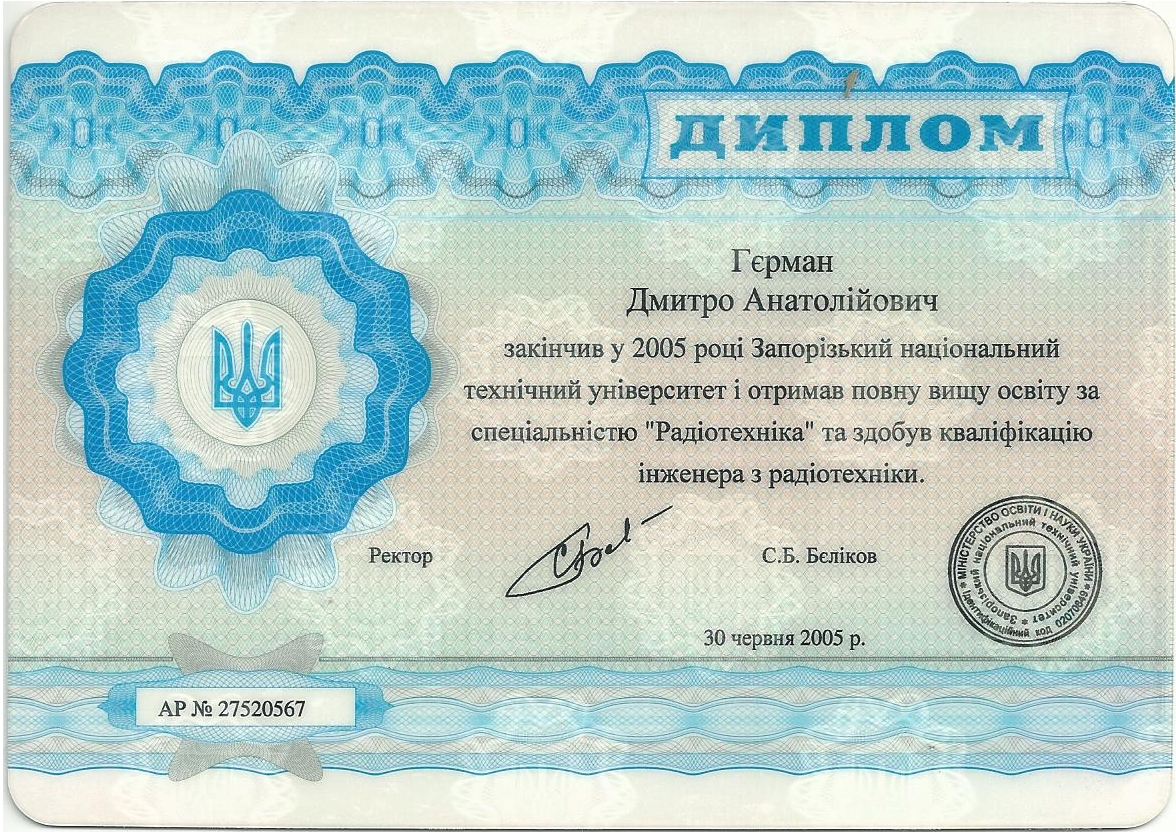 ДИПЛОМ
Гєрман
Дмитро Анатолійович
закінчив у 2005 році Запорізький національний
технічний університет і отримав повну вищу освіту за
спеціальністю "Радіотехніка" та здобув кваліфікацію
інженера з радіотехніки.
Ректор
С.Б. Бєліков
МІНІСТЕРСТВО ОСВІТИ І НАУКИ УКРАЇНИ
Ідентифікаційний код 02070849
Запорізький національний технічний університет
30 червня 2005 р.
АР № 27520567